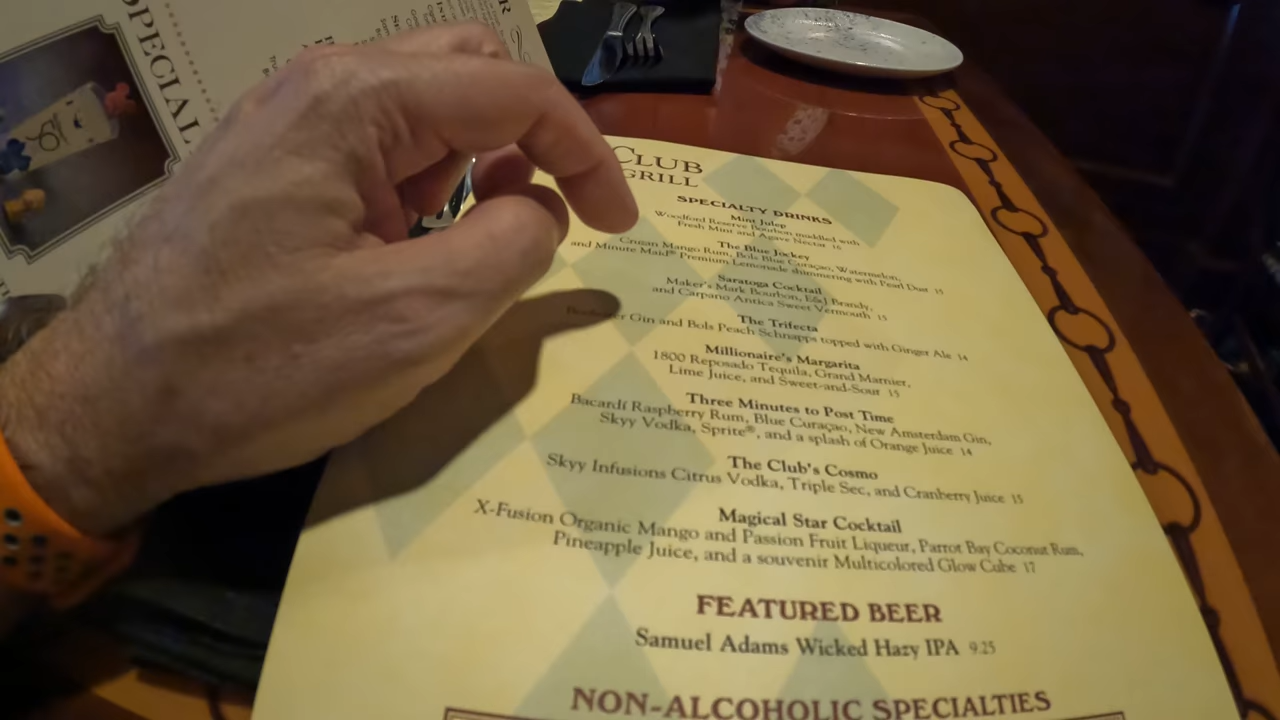 SPECIAL
CLUB
GRILL
SPECIALTY DRINKS
Mint Julep
Woodford Reserve Bourbon muddled with
Fresh Mint and Agave Nectar 16
The Blue Jockey
Cruzan Mango Rum, Bols Blue Curaçao, Watermelon,
and Minute Maid® Premium Lemonade shimmering with Pearl Dust 15
Saratoga Cocktail
Maker's Mark Bourbon, E&J Brandy,
and Carpano Antica Sweet Vermouth 15
The Trifecta
Beefeater Gin and Bols Peach Schnapps topped with Ginger Ale 14
Millionaire's Margarita
1800 Reposado Tequila, Grand Marnier,
Lime Juice, and Sweet-and-Sour 15
Three Minutes to Post Time
Bacardí Raspberry Rum, Blue Curaçao, New Amsterdam Gin,
Skyy Vodka, Sprite®, and a splash of Orange Juice 14
The Club's Cosmo
Skyy Infusions Citrus Vodka, Triple Sec, and Cranberry Juice 15
Magical Star Cocktail
X-Fusion Organic Mango and Passion Fruit Liqueur, Parrot Bay Coconut Rum,
Pineapple Juice, and a souvenir Multicolored Glow Cube 17
FEATURED BEER
Samuel Adams Wicked Hazy IPA 9.25
NON-ALCOHOLIC SPECIALTIES